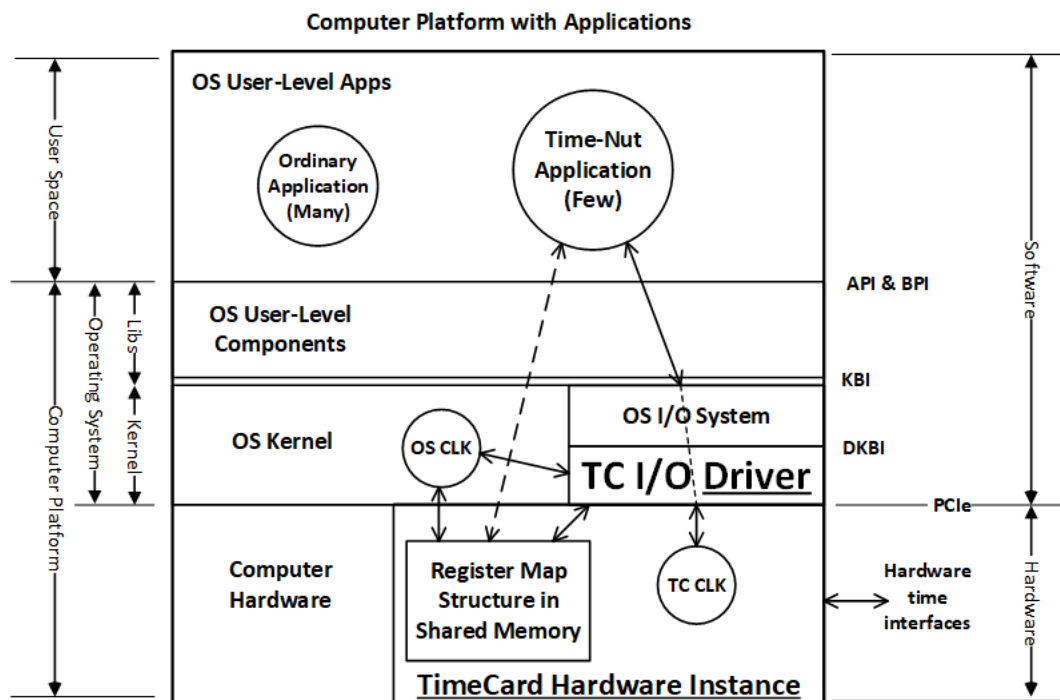 Computer Platform with Applications
OS User-Level Apps
Ordinary
Application
(Many)
Time-Nut
Application
(Few)
User Space
Software
API & BPI
OS User-Level
Components
Libs
Operating System
Computer Platform
KBI
OS Kernel
Kernel
OS CLK
OS I/O System
DKBI
TC I/O Driver
PCIe
Computer
Hardware
Register Map
Structure in
Shared Memory
TC CLK
Hardware
time
interfaces
Hardware
TimeCard Hardware Instance